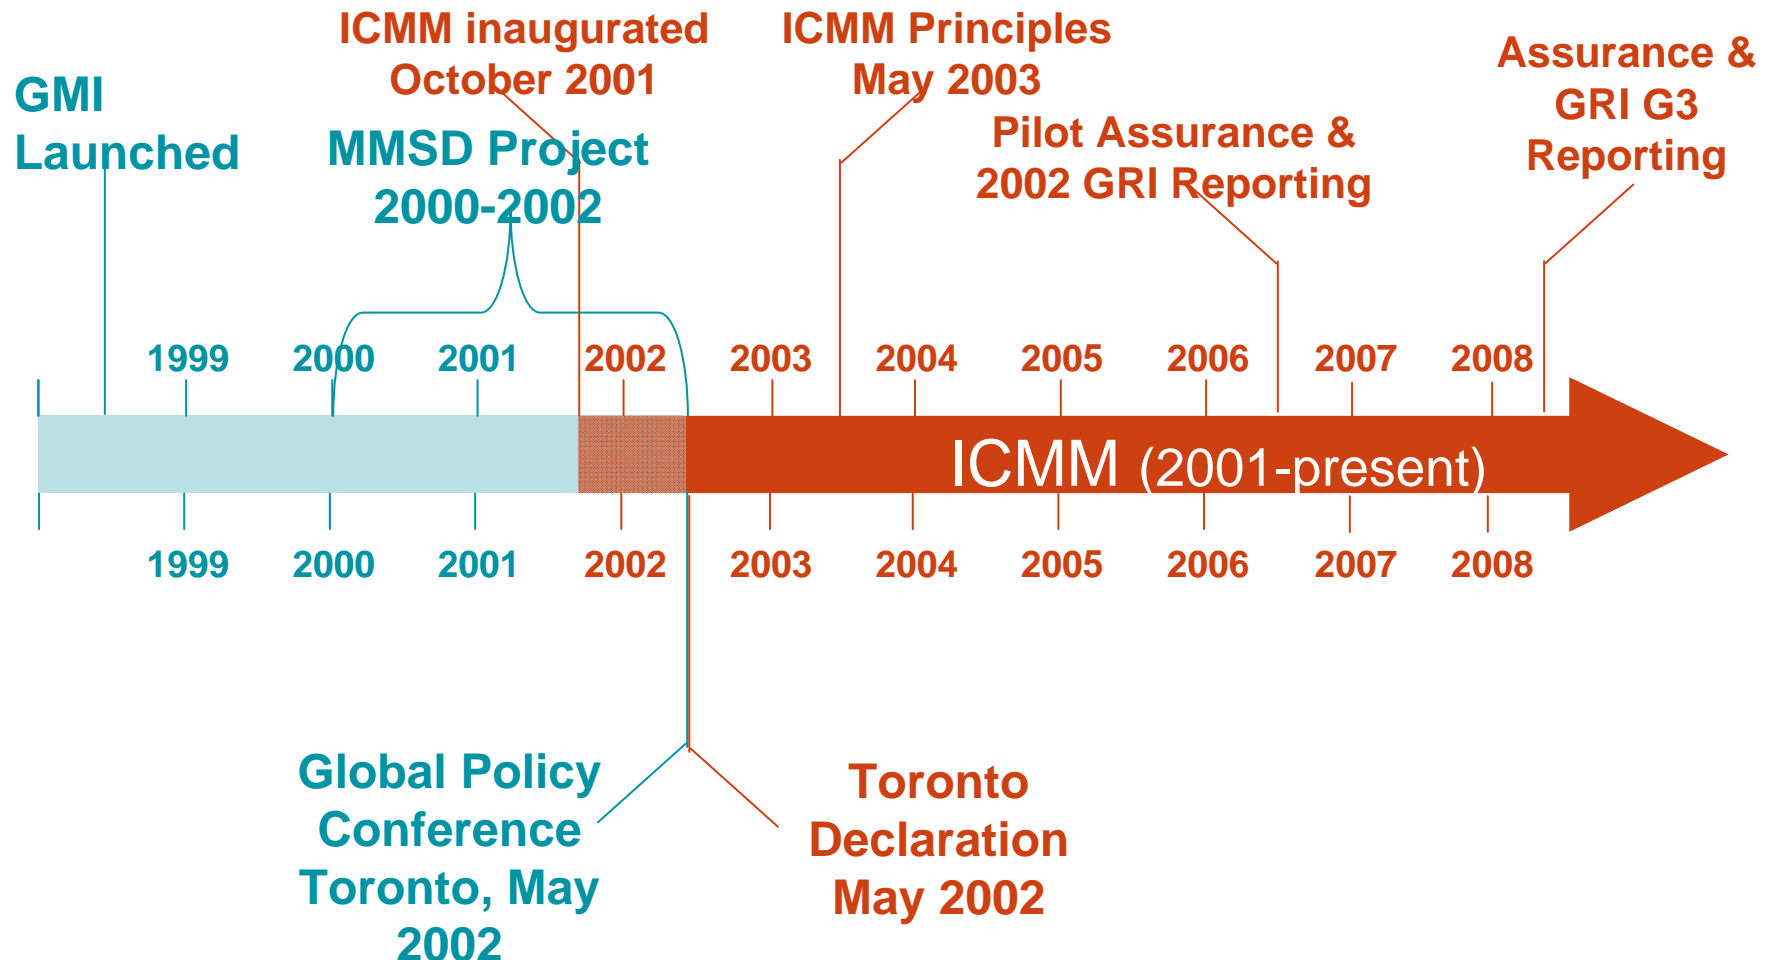 ICMM inaugurated
October 2001
ICMM Principles
May 2003
Assurance &
GRI G3
Reporting
GMI
Launched
MMSD Project
2000-2002
Pilot Assurance &
2002 GRI Reporting
1999 2000 2001 2002 2003 2004 2005 2006 2007 2008
ICMM (2001-present)
1999 2000 2001 2002 2003 2004 2005 2006 2007 2008
Global Policy
Conference
Toronto, May
2002
Toronto
Declaration
May 2002